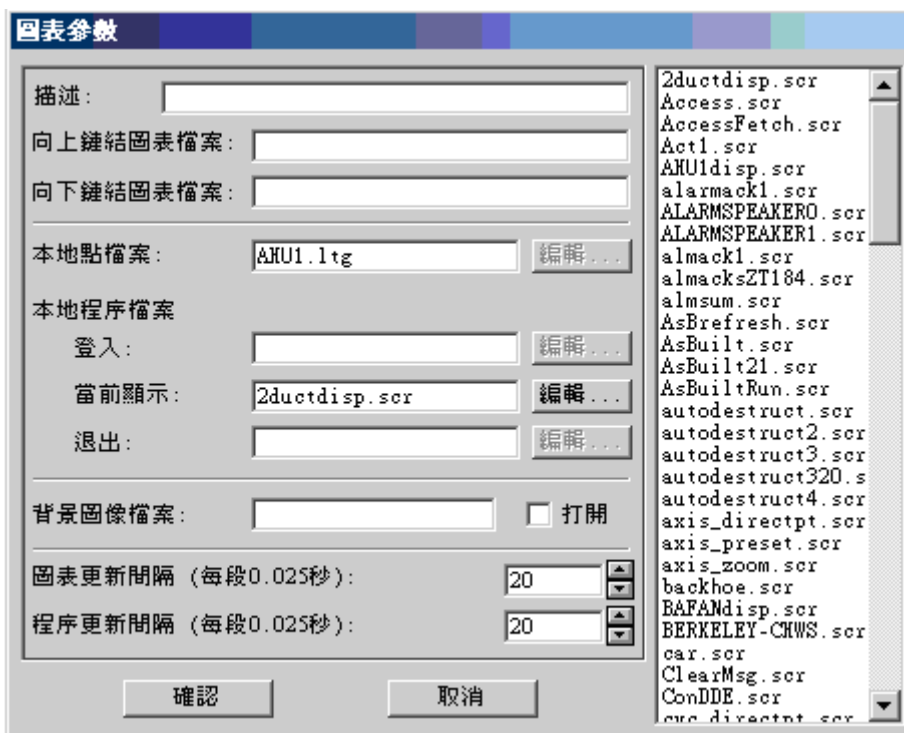 圖表參數
描述:
向上鏈結圖表檔案:
向下鏈結圖表檔案:
本地點檔案: AHU1.ltg 編輯...
本地程序檔案
登入: 編輯...
當前顯示: 2ductdisp.scr 編輯...
退出: 編輯...
背景圖像檔案: 打開
圖表更新間隔 (每段0.025秒): 20
程序更新間隔 (每段0.025秒): 20
確認 取消
2ductdisp.scr
Access.scr
AccessFetch.scr
Act1.scr
AHU1disp.scr
alarmack1.scr
ALARMSPEAKER0.scr
ALARMSPEAKER1.scr
almack1.scr
almacksZT184.scr
almsum.scr
AsBrefresh.scr
AsBuilt.scr
AsBuilt21.scr
AsBuiltRun.scr
autodestruct.scr
autodestruct2.scr
autodestruct3.scr
autodestruct320.s
autodestruct4.scr
axis_directpt.scr
axis_preset.scr
axis_zoom.scr
backhoe.scr
BAFANdisp.scr
BERKELEY-CHWS.scr
car.scr
ClearMsg.scr
ConDDE.scr